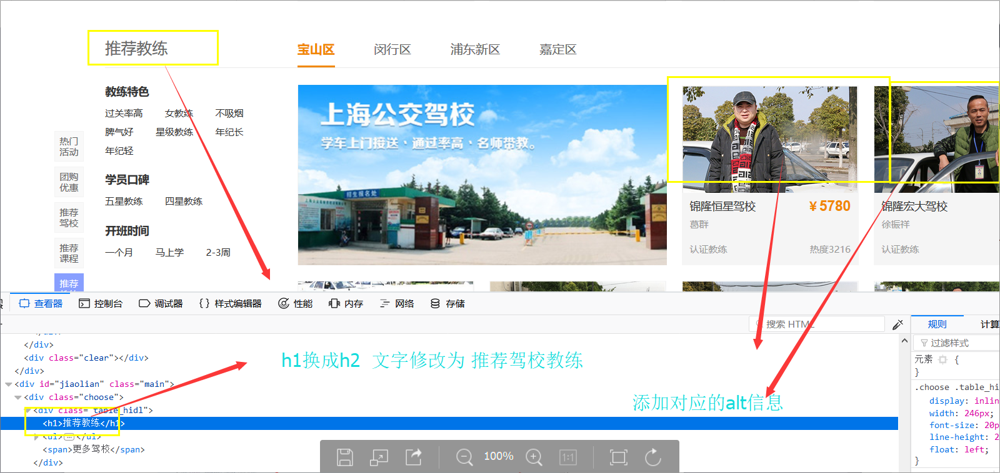 推荐教练
宝山区 闵行区 浦东新区 嘉定区
教练特色
过关率高 女教练 不吸烟
脾气好 星级教练 年纪长
年纪轻
学员口碑
五星教练 四星教练
开班时间
一个月 马上学 2-3周
热门
活动
团购
优惠
推荐
驾校
推荐
课程
推荐
上海公交驾校
学车上门接送·通过率高·名师带教。
招生报名处
锦隆恒星驾校 ¥5780
葛群
认证教练 热度3216
锦隆宏大驾校
徐振祥
认证教练
查看器 控制台 调试器 {} 样式编辑器 性能 内存 网络 存储
搜索 HTML
规则 计算
过滤样式
</div>
<div class="clear"></div>
</div>
<div id="jiaolian" class="main">
<div class="choose">
<div class="table_hidl">
<h1>推荐教练</h1>
<ul>…</ul>
<span>更多驾校</span>
</div>
h1换成h2 文字修改为 推荐驾校教练
添加对应的alt信息
元素 {
}
.choose .table_hi
display: inlin
width: 246px;
font-size: 20p
line-height: 2
float: left;
}
100%
1:1